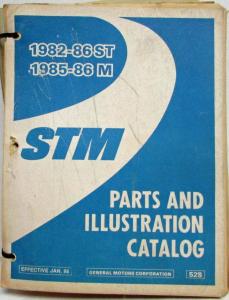 1982-86 ST
1985-86 M
STM
PARTS AND
ILLUSTRATION
CATALOG
EFFECTIVE JAN. 86
GENERAL MOTORS CORPORATION
52S